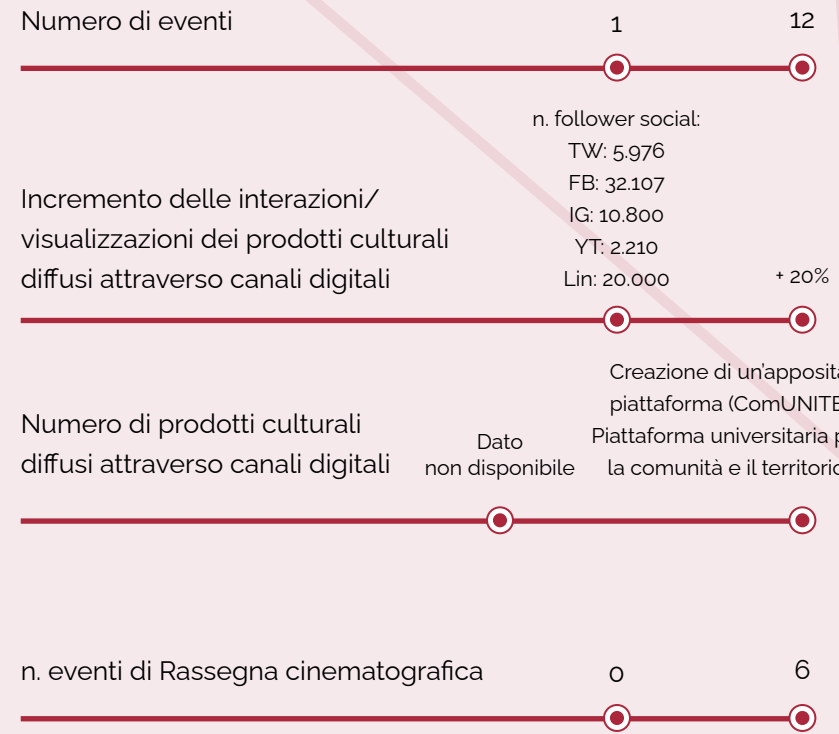 Numero di eventi
1
12
n. follower social:
TW: 5.976
FB: 32.107
IG: 10.800
YT: 2.210
Lin: 20.000
Incremento delle interazioni/
visualizzazioni dei prodotti culturali
diffusi attraverso canali digitali
+ 20%
Numero di prodotti culturali
diffusi attraverso canali digitali
Dato
non disponibile
Creazione di un'apposita
piattaforma (ComUNITE
Piattaforma universitaria p
la comunità e il territorio
n. eventi di Rassegna cinematografica
0
6